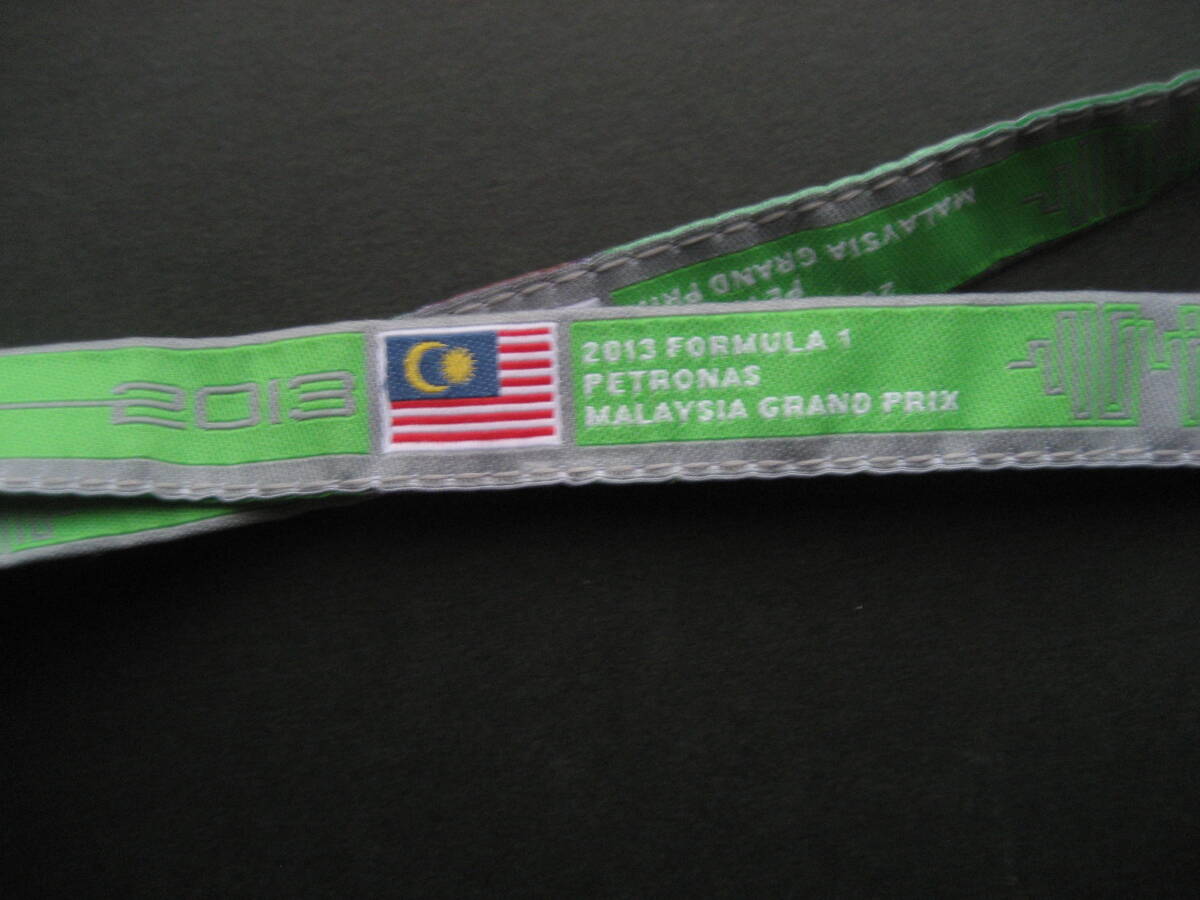 2013
2013 FORMULA 1
PETRONAS
MALAYSIA GRAND PRIX
MALAYSIA GRAND PRIX